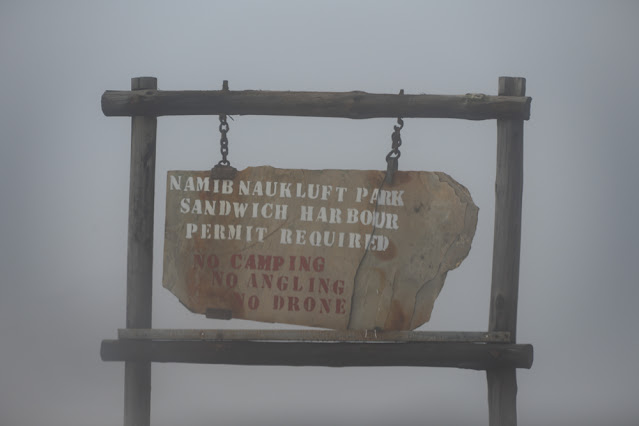 NAMIB NAUKLUFT PARK
SANDWICH HARBOUR
PERMIT REQUIRED
NO CAMPING
NO ANGLING
NO DRONE